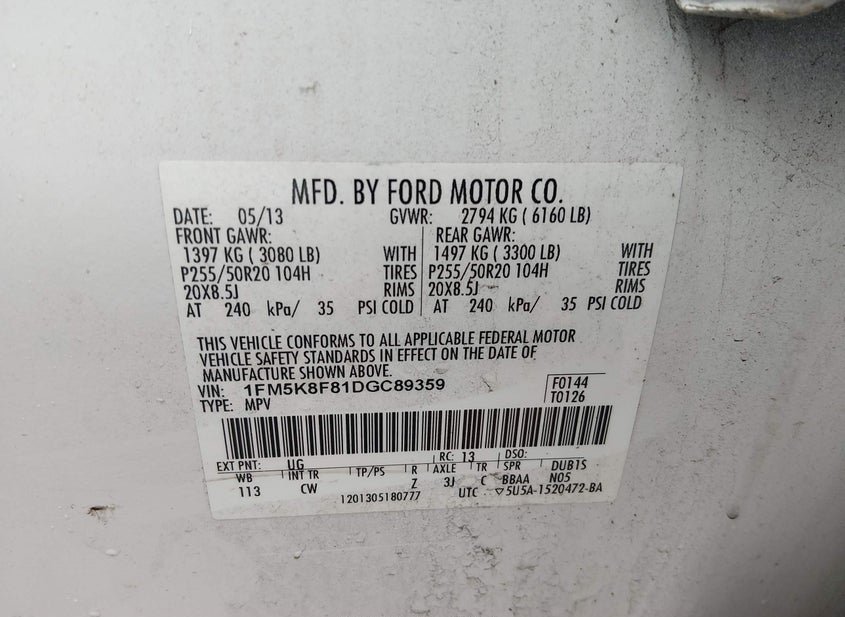 MFD. BY FORD MOTOR CO.
DATE: 05/13 GVWR: 2794 KG ( 6160 LB)
FRONT GAWR: REAR GAWR:
1397 KG ( 3080 LB) WITH 1497 KG ( 3300 LB) WITH
P255/50R20 104H TIRES P255/50R20 104H TIRES
20X8.5J RIMS 20X8.5J RIMS
AT 240 kPa/ 35 PSI COLD AT 240 kPa/ 35 PSI COLD
THIS VEHICLE CONFORMS TO ALL APPLICABLE FEDERAL MOTOR
VEHICLE SAFETY STANDARDS IN EFFECT ON THE DATE OF
MANUFACTURE SHOWN ABOVE.
VIN: 1FM5K8F81DGC89359 F0144
TYPE: MPV T0126
EXT PNT: UG RC: 13 DSO:
WB INT TR TP/PS R AXLE TR SPR DUB1S
113 CW Z 3J C BBAA N05
1201305180777 UTC ▽5U5A-1520472-BA